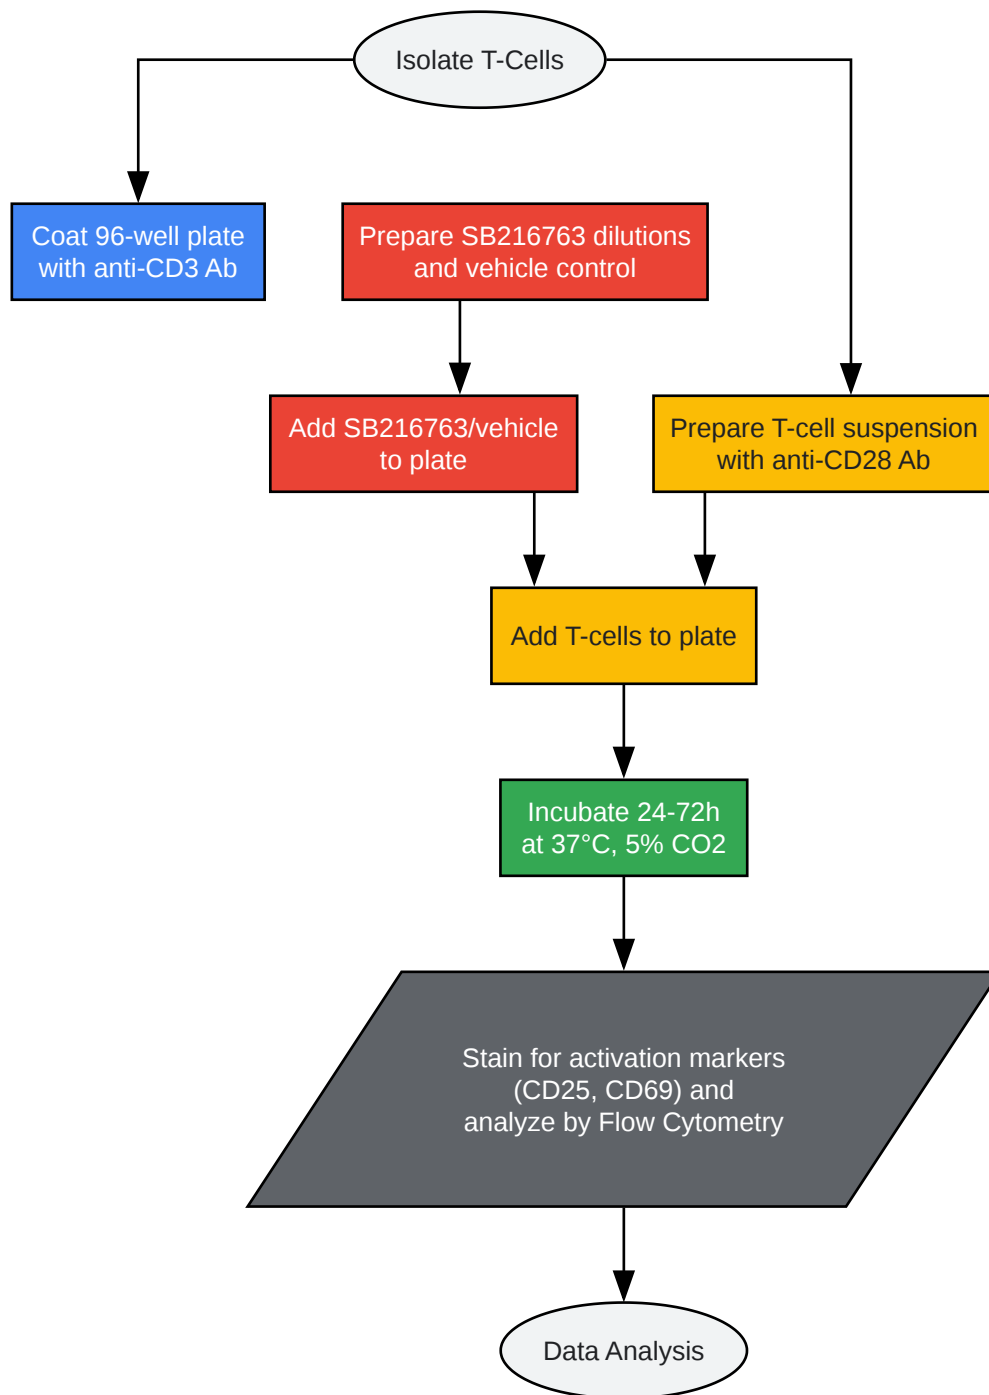 Isolate T-Cells
Coat 96-well plate
with anti-CD3 Ab
Prepare SB216763 dilutions
and vehicle control
Add SB216763/vehicle
to plate
Prepare T-cell suspension
with anti-CD28 Ab
Add T-cells to plate
Incubate 24-72h
at 37°C, 5% CO2
Stain for activation markers
(CD25, CD69) and
analyze by Flow Cytometry
Data Analysis